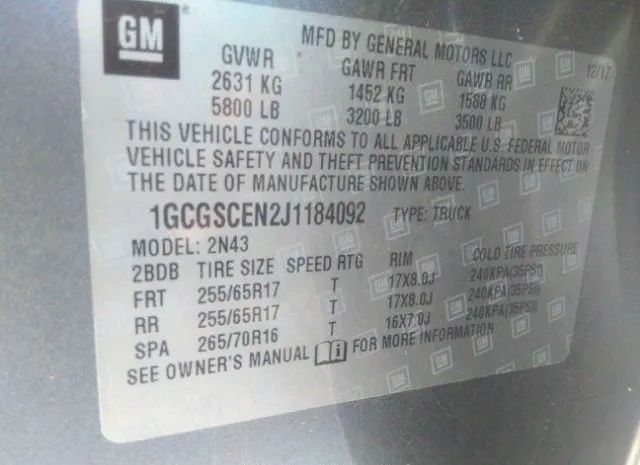 GM
MFD BY GENERAL MOTORS LLC
12/17
GVWR GAWR FRT GAWR RR
2631 KG 1452 KG 1588 KG
5800 LB 3200 LB 3500 LB
THIS VEHICLE CONFORMS TO ALL APPLICABLE U.S. FEDERAL MOTOR
VEHICLE SAFETY AND THEFT PREVENTION STANDARDS IN EFFECT ON
THE DATE OF MANUFACTURE SHOWN ABOVE.
1GCGSCEN2J1184092 TYPE: TRUCK
MODEL: 2N43
2BDB TIRE SIZE SPEED RTG RIM COLD TIRE PRESSURE
FRT 255/65R17 T 17X8.0J 240KPA(35PSI)
RR 255/65R17 T 17X8.0J 240KPA(35PSI)
SPA 265/70R16 T 16X7.0J 240KPA(35PSI)
SEE OWNER'S MANUAL i FOR MORE INFORMATION